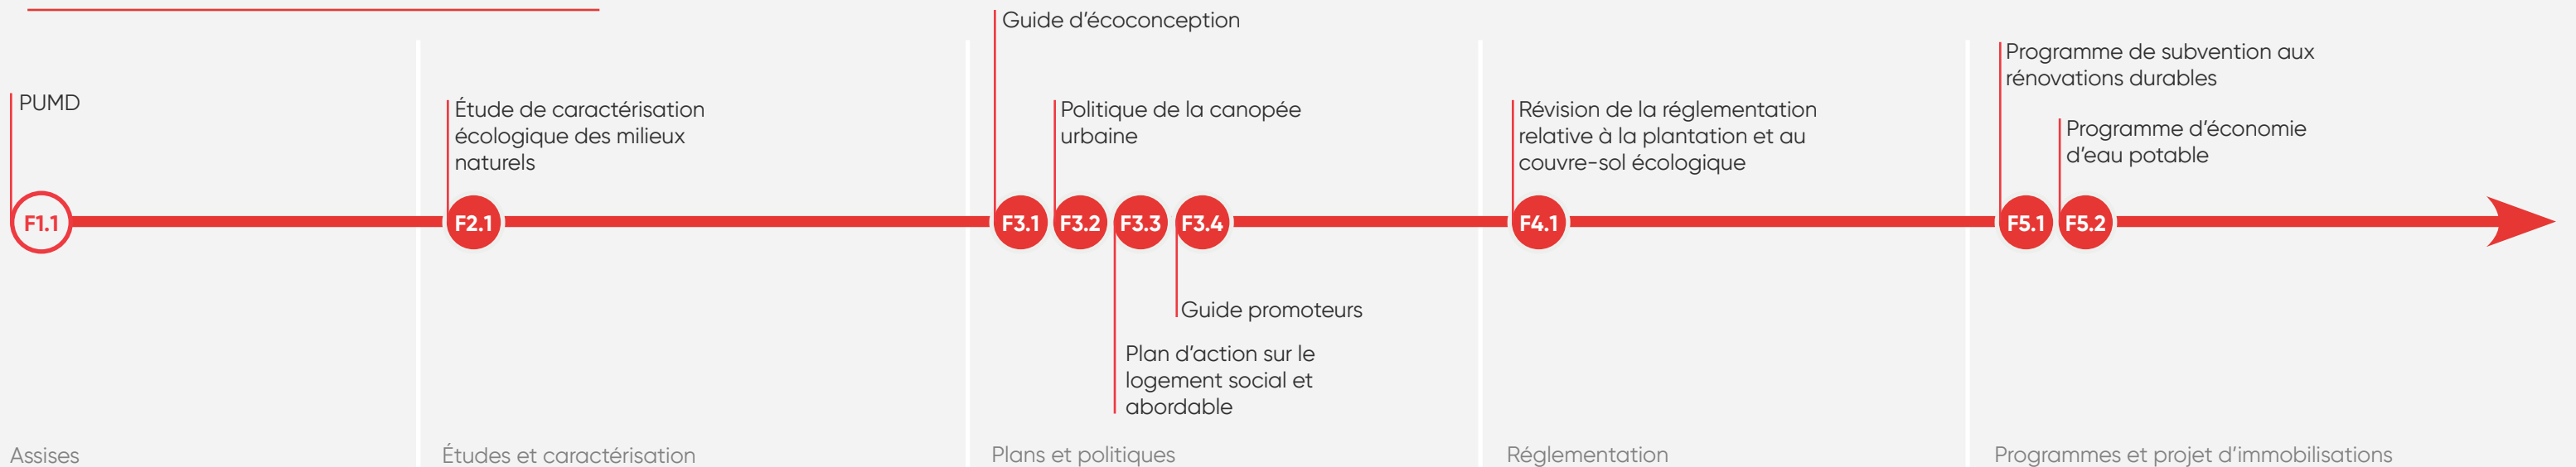 PUMD
F1.1
Assises
Étude de caractérisation
écologique des milieux
naturels
F2.1
Études et caractérisation
Guide d'écoconception
F3.1
Politique de la canopée
urbaine
F3.2
F3.3
Plan d'action sur le
logement social et
abordable
F3.4
Guide promoteurs
Plans et politiques
Révision de la réglementation
relative à la plantation et au
couvre-sol écologique
F4.1
Réglementation
Programme de subvention aux
rénovations durables
F5.1
Programme d'économie
d'eau potable
F5.2
Programmes et projet d'immobilisations